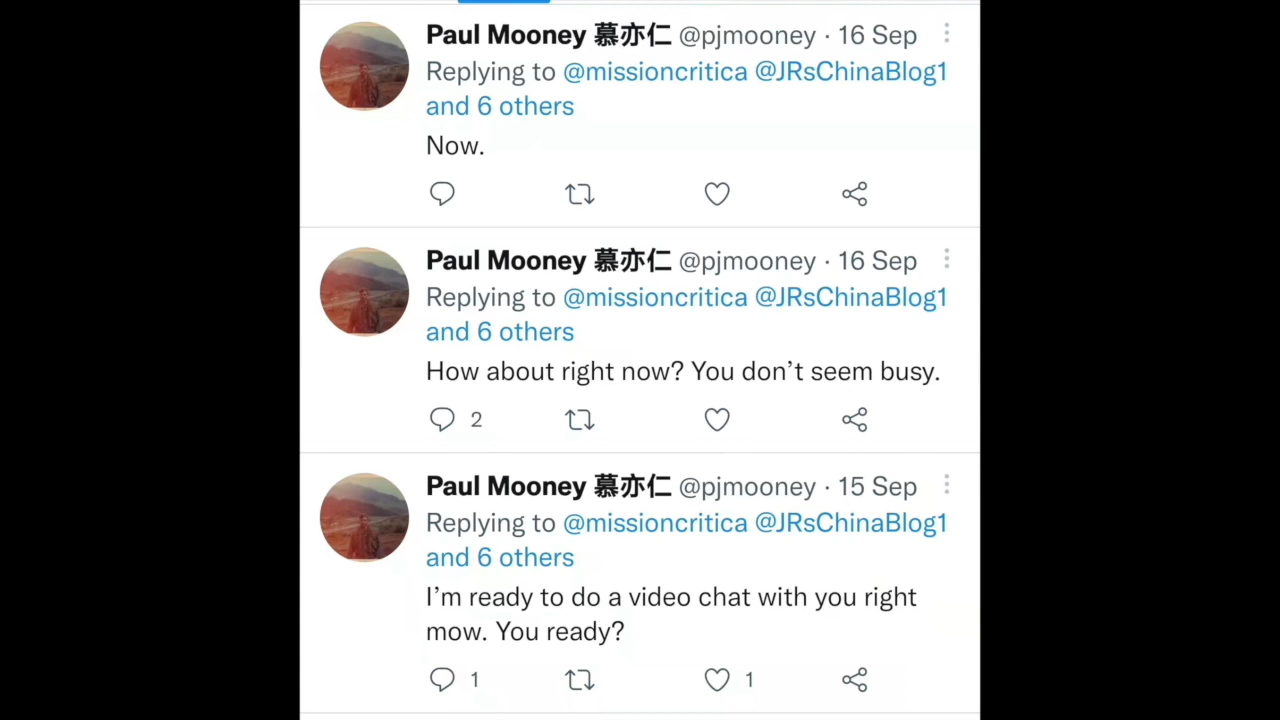 Paul Mooney 慕亦仁 @pjmooney · 16 Sep
Replying to @missioncritica @JRsChinaBlog1
and 6 others
Now.
Paul Mooney 慕亦仁 @pjmooney · 16 Sep
Replying to @missioncritica @JRsChinaBlog1
and 6 others
How about right now? You don’t seem busy.
2
Paul Mooney 慕亦仁 @pjmooney · 15 Sep
Replying to @missioncritica @JRsChinaBlog1
and 6 others
I’m ready to do a video chat with you right
mow. You ready?
1 1